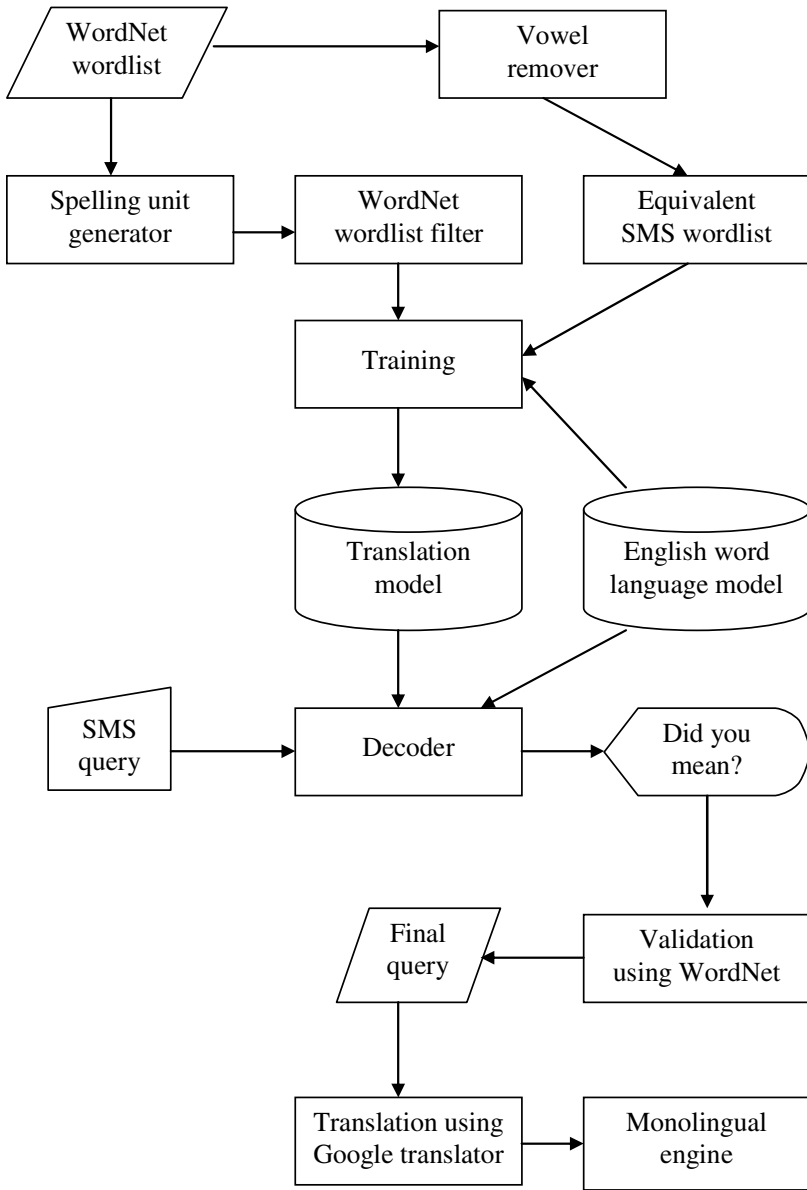 WordNet
wordlist
Vowel
remover
Spelling unit
generator
WordNet
wordlist filter
Equivalent
SMS wordlist
Training
Translation
model
English word
language model
SMS
query
Decoder
Did you
mean?
Final
query
Validation
using WordNet
Translation using
Google translator
Monolingual
engine